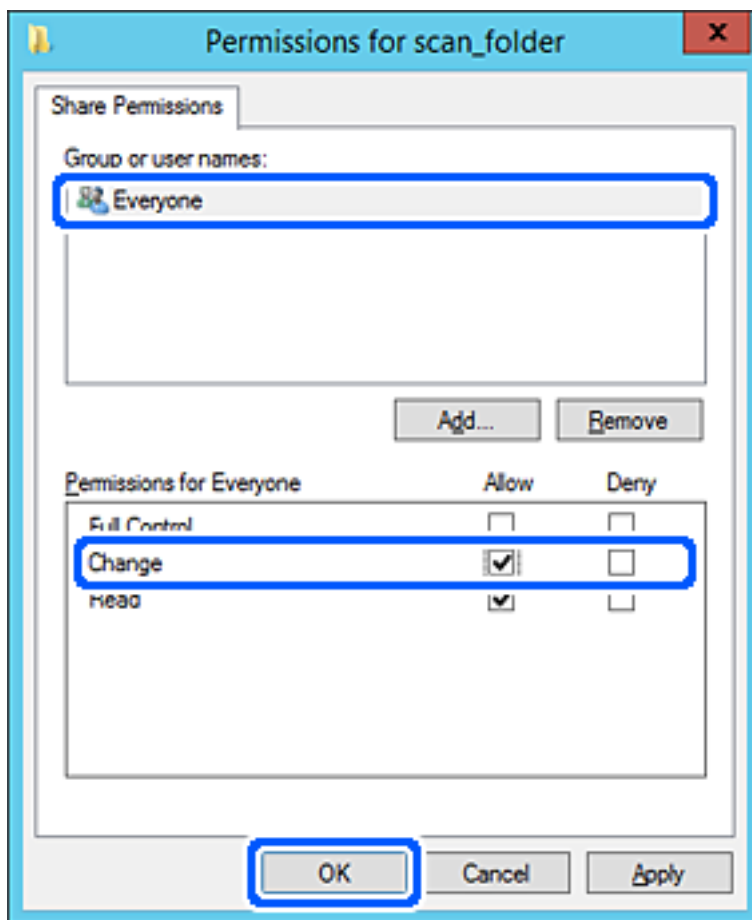 Permissions for scan_folder
x
Share Permissions
Group or user names:
Everyone
Add...
Remove
Permissions for Everyone Allow Deny
Full Control
Change
Read
OK Cancel Apply